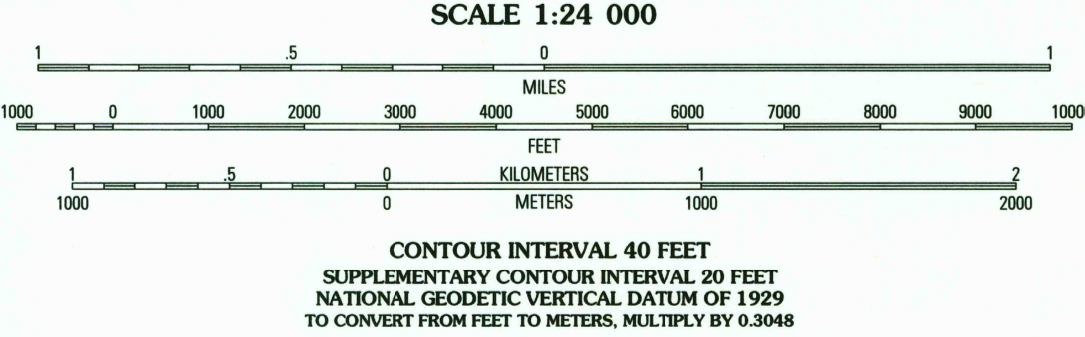 SCALE 1:24 000
1 .5 0 1
MILES
1000 0 1000 2000 3000 4000 5000 6000 7000 8000 9000 1000
FEET
1 .5 0 KILOMETERS 1 2
1000 0 METERS 1000 2000
CONTOUR INTERVAL 40 FEET
SUPPLEMENTARY CONTOUR INTERVAL 20 FEET
NATIONAL GEODETIC VERTICAL DATUM OF 1929
TO CONVERT FROM FEET TO METERS, MULTIPLY BY 0.3048